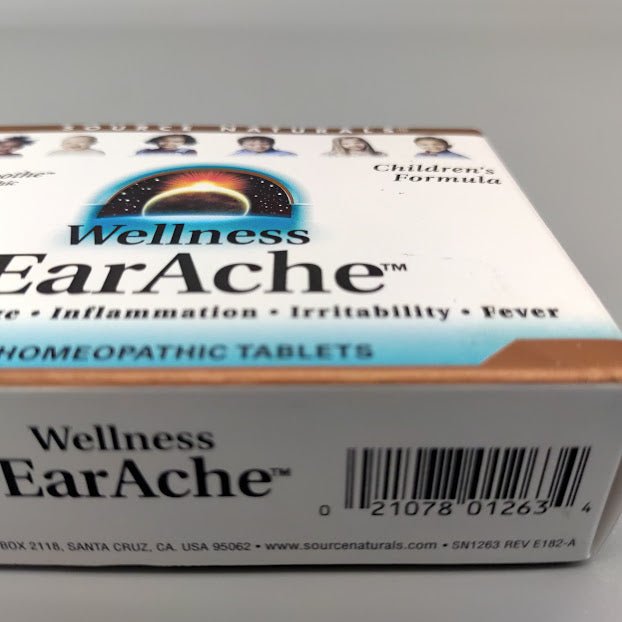 SOURCE NATURALS
Children's
Formula
Wellness
EarAche™
• Inflammation • Irritability • Fever
HOMEOPATHIC TABLETS
Wellness
EarAche™
0 21078 01263 4
BOX 2118, SANTA CRUZ, CA. USA 95062 • www.sourcenaturals.com • SN1263 REV E182-A